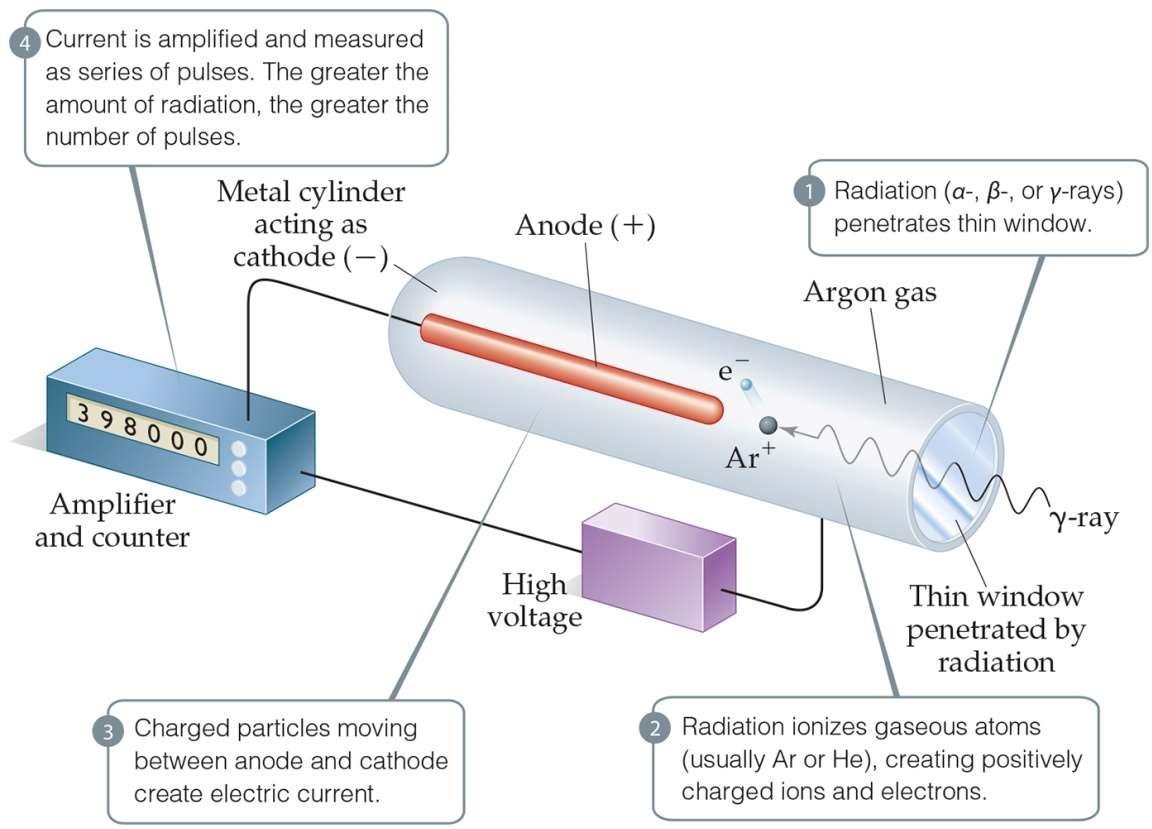 4
Current is amplified and measured
as series of pulses. The greater the
amount of radiation, the greater the
number of pulses.
1
Radiation (α-, β-, or γ-rays)
penetrates thin window.
Metal cylinder
acting as
cathode (−)
Anode (+)
Argon gas
e⁻
Ar⁺
398000
Amplifier
and counter
γ-ray
High
voltage
Thin window
penetrated by
radiation
3
Charged particles moving
between anode and cathode
create electric current.
2
Radiation ionizes gaseous atoms
(usually Ar or He), creating positively
charged ions and electrons.